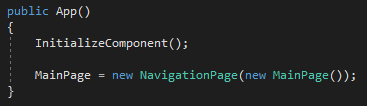 public App()
{
    InitializeComponent();
    MainPage = new NavigationPage(new MainPage());
}